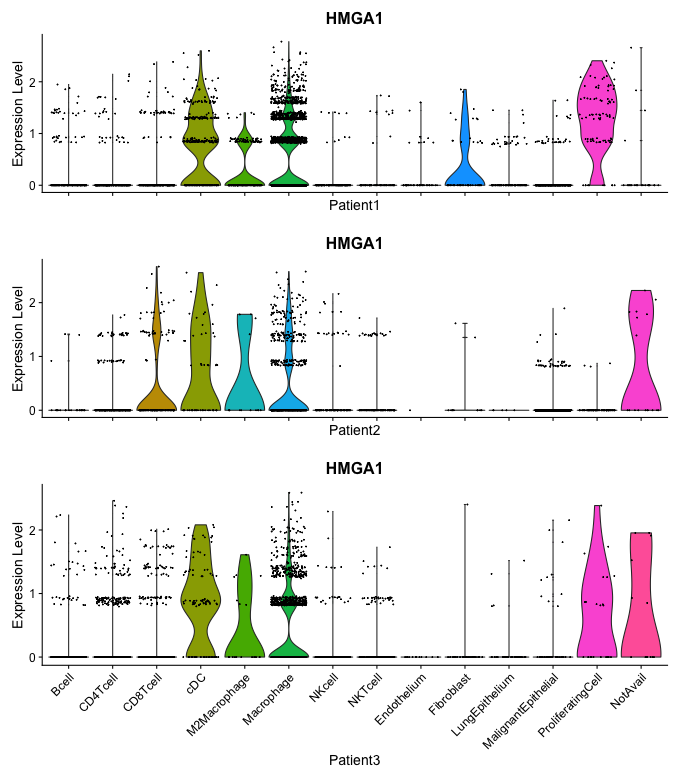 HMGA1
Expression Level
2
1
0
Patient1
HMGA1
Expression Level
2
1
0
Patient2
HMGA1
Expression Level
2
1
0
Bcell
CD4Tcell
CD8Tcell
cDC
M2Macrophage
Macrophage
NKcell
NKTcell
Endothelium
Fibroblast
LungEpithelium
MalignantEpithelial
ProliferatingCell
NotAvail
Patient3